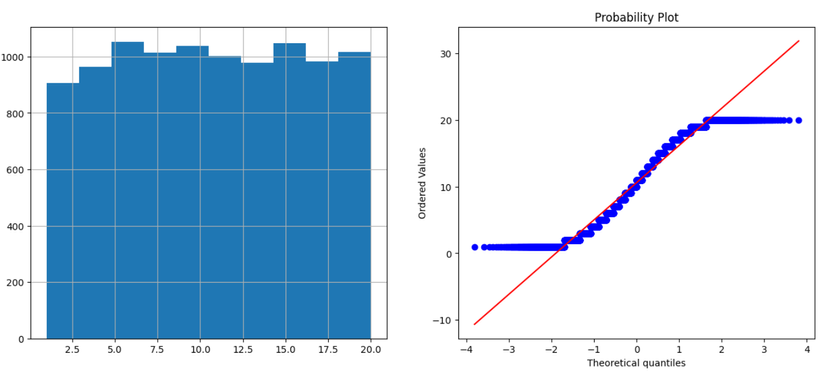 1000
800
600
400
200
0
2.5 5.0 7.5 10.0 12.5 15.0 17.5 20.0
Probability Plot
Ordered Values
30
20
10
0
−10
−4 −3 −2 −1 0 1 2 3 4
Theoretical quantiles